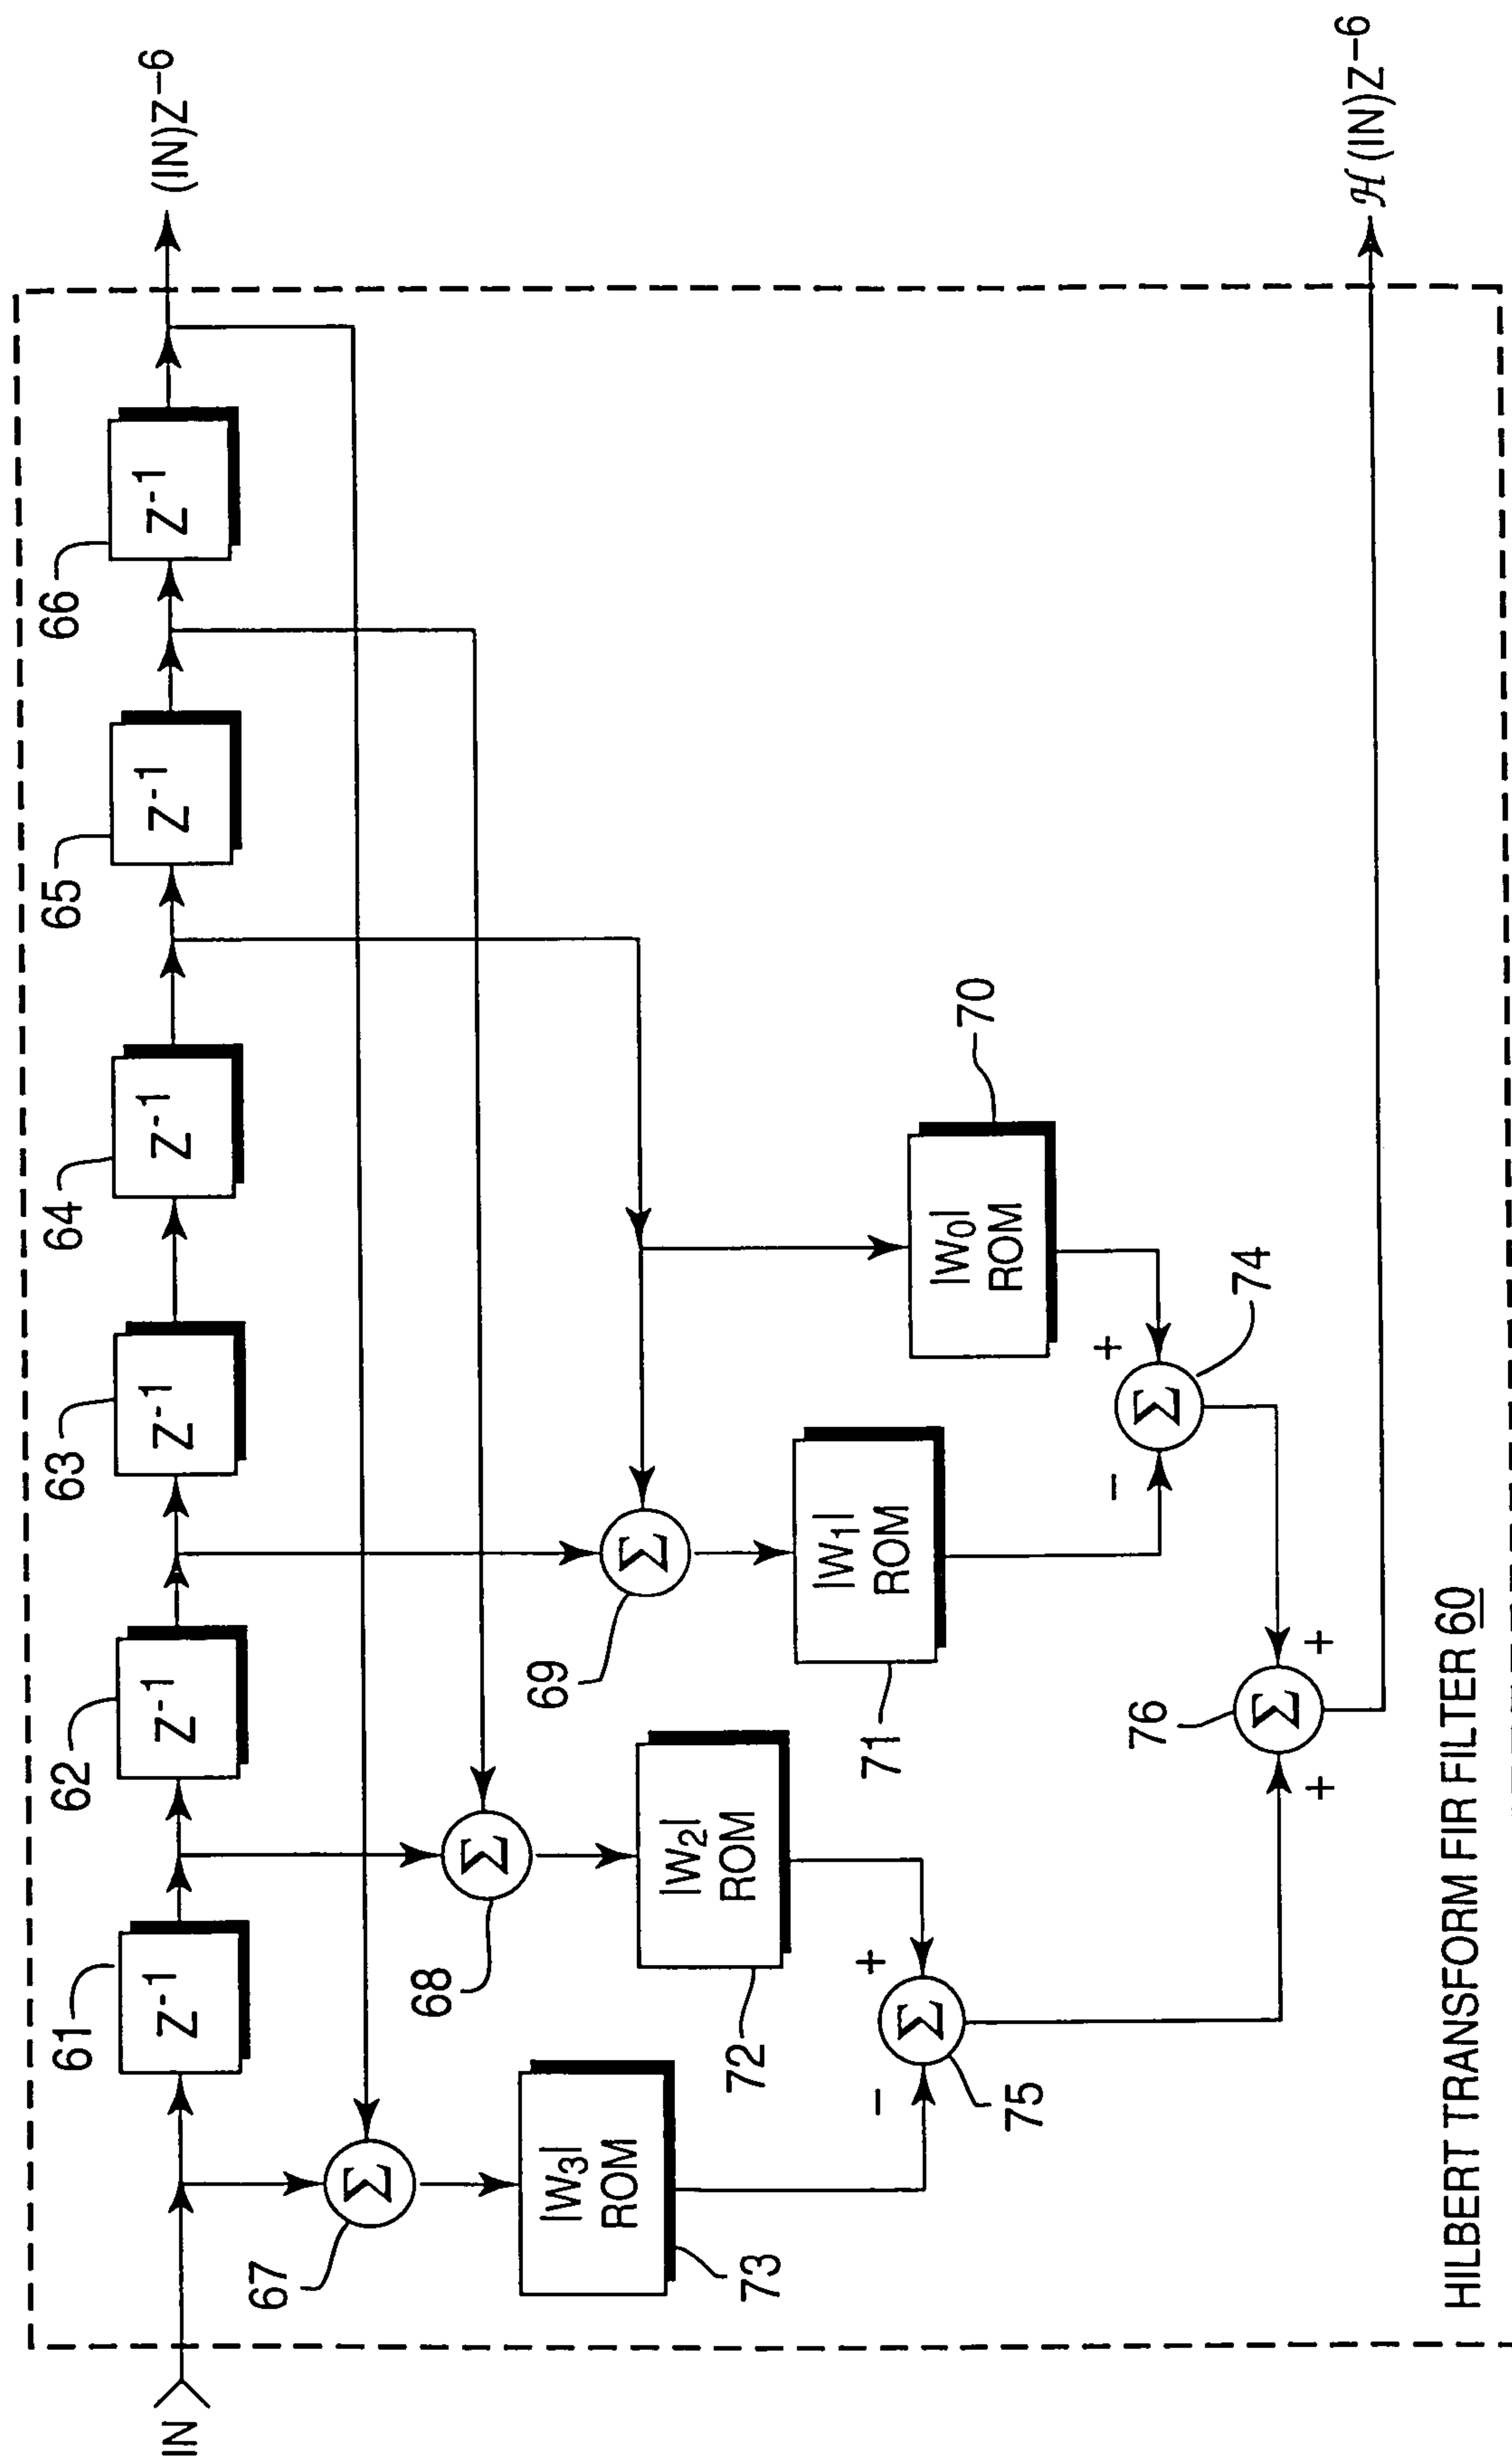 IN
61
Z⁻¹
62
Z⁻¹
63
Z⁻¹
64
Z⁻¹
65
Z⁻¹
66
Z⁻¹
(IN)Z⁻⁶
67
Σ
68
Σ
69
Σ
73
|W₃|
ROM
72
|W₂|
ROM
71
|W₁|
ROM
70
|W₀|
ROM
-
+
75
Σ
-
+
74
Σ
+
+
76
Σ
ℋ(IN)Z⁻⁶
HILBERT TRANSFORM FIR FILTER 60